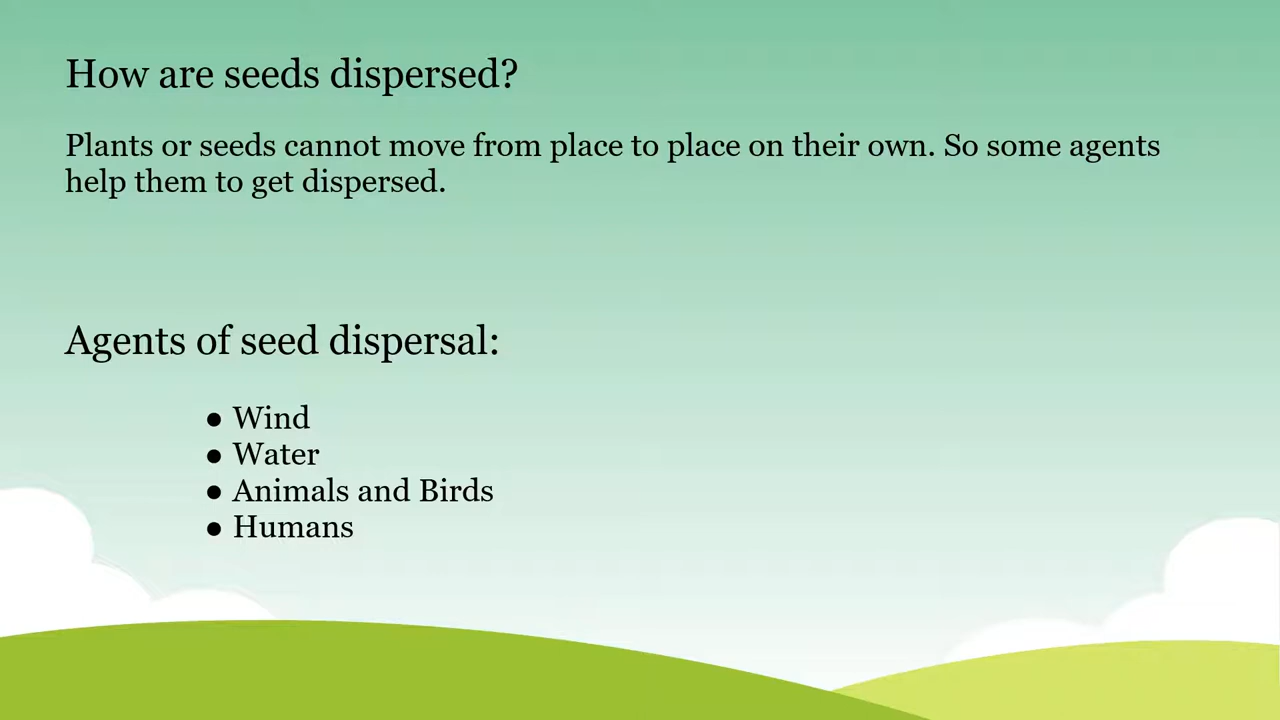 How are seeds dispersed?
Plants or seeds cannot move from place to place on their own. So some agents
help them to get dispersed.
Agents of seed dispersal:
● Wind
● Water
● Animals and Birds
● Humans